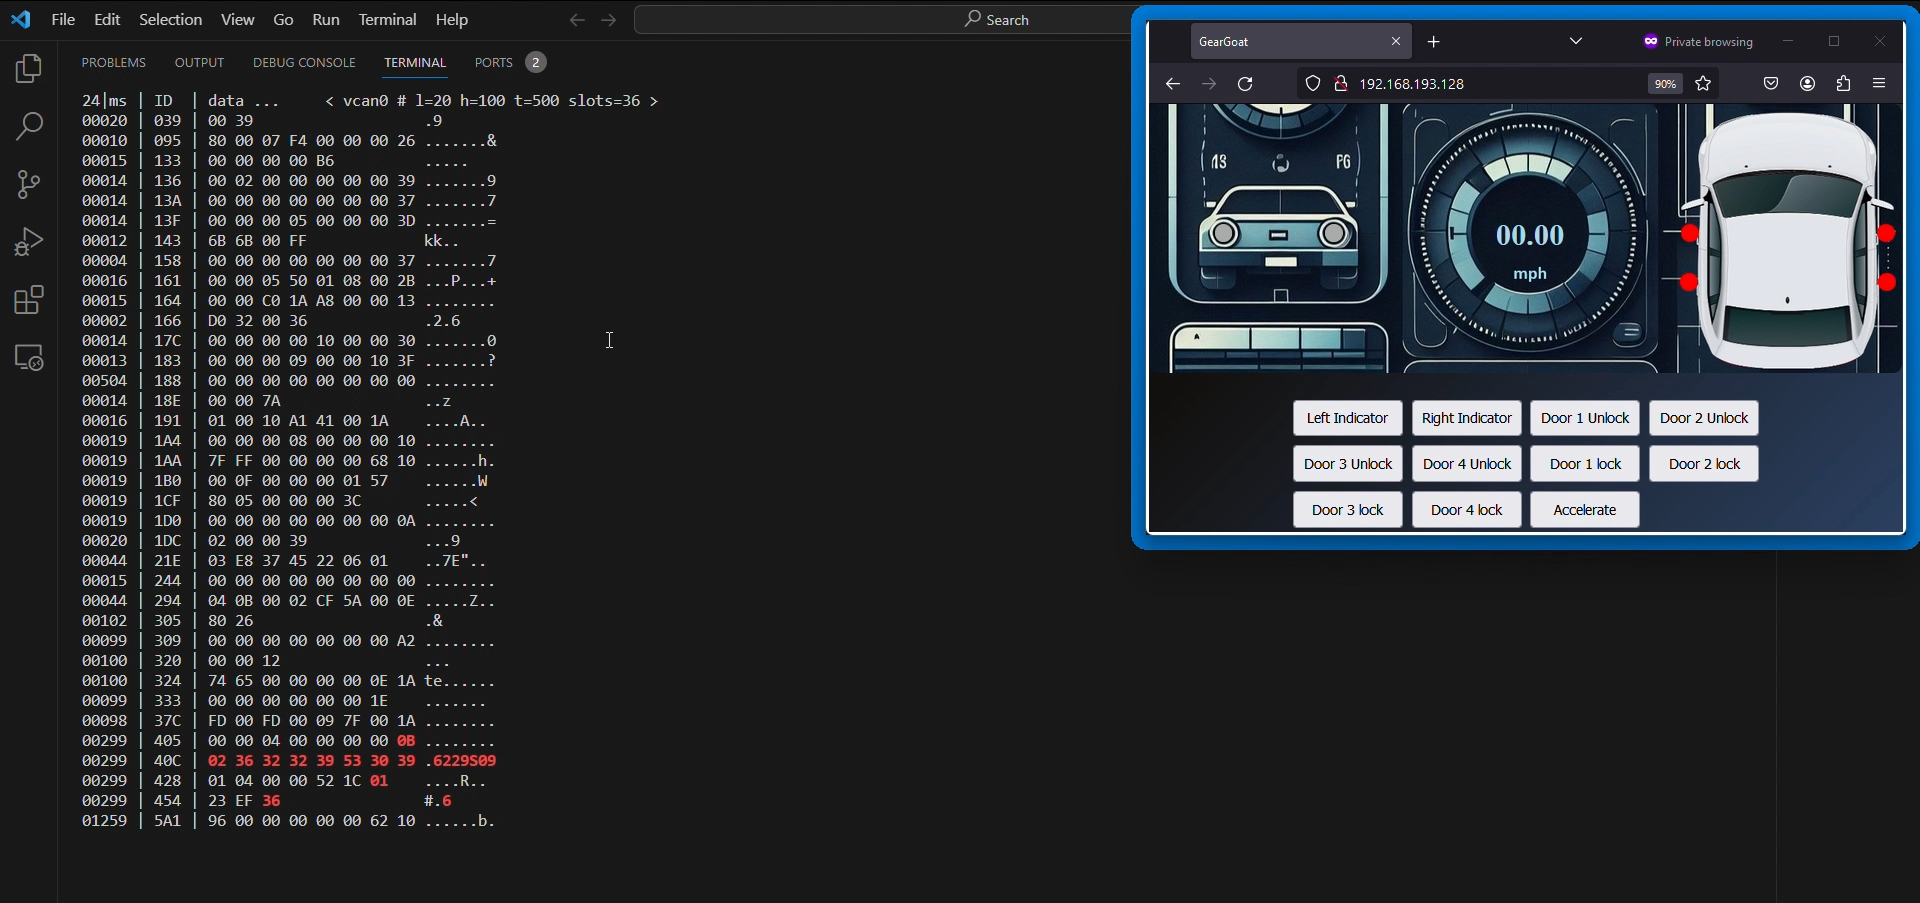 File Edit Selection View Go Run Terminal Help
Search
PROBLEMS OUTPUT DEBUG CONSOLE TERMINAL PORTS 2
24|ms | ID | data ... < vcan0 # l=20 h=100 t=500 slots=36 >
00020 | 039 | 00 39 .9
00010 | 095 | 80 00 07 F4 00 00 00 26 .......&
00015 | 133 | 00 00 00 00 B6 .....
00014 | 136 | 00 02 00 00 00 00 00 39 .......9
00014 | 13A | 00 00 00 00 00 00 00 37 .......7
00014 | 13F | 00 00 00 05 00 00 00 3D .......=
00012 | 143 | 6B 6B 00 FF kk..
00004 | 158 | 00 00 00 00 00 00 00 37 .......7
00016 | 161 | 00 00 05 50 01 08 00 2B ...P...+
00015 | 164 | 00 00 C0 1A A8 00 00 13 ........
00002 | 166 | D0 32 00 36 .2.6
00014 | 17C | 00 00 00 00 10 00 00 30 .......0
00013 | 183 | 00 00 00 09 00 00 10 3F .......?
00504 | 188 | 00 00 00 00 00 00 00 00 ........
00014 | 18E | 00 00 7A ..z
00016 | 191 | 01 00 10 A1 41 00 1A ....A..
00019 | 1A4 | 00 00 00 08 00 00 00 10 ........
00019 | 1AA | 7F FF 00 00 00 00 68 10 ......h.
00019 | 1B0 | 00 0F 00 00 00 01 57 ......W
00019 | 1CF | 80 05 00 00 00 3C .....<
00019 | 1D0 | 00 00 00 00 00 00 00 0A ........
00020 | 1DC | 02 00 00 39 ...9
00044 | 21E | 03 E8 37 45 22 06 01 ..7E"..
00015 | 244 | 00 00 00 00 00 00 00 00 ........
00044 | 294 | 04 0B 00 02 CF 5A 00 0E .....Z..
00102 | 305 | 80 26 .&
00099 | 309 | 00 00 00 00 00 00 00 A2 ........
00100 | 320 | 00 00 12 ...
00100 | 324 | 74 65 00 00 00 00 0E 1A te......
00099 | 333 | 00 00 00 00 00 00 1E .......
00098 | 37C | FD 00 FD 00 09 7F 00 1A ........
00299 | 405 | 00 00 04 00 00 00 00 0B ........
00299 | 40C | 02 36 32 32 39 53 30 39 .6229S09
00299 | 428 | 01 04 00 00 52 1C 01 ....R..
00299 | 454 | 23 EF 36 #.6
01259 | 5A1 | 96 00 00 00 00 00 62 10 ......b.
GearGoat
Private browsing
192.168.193.128 90%
00.00
mph
Left Indicator Right Indicator Door 1 Unlock Door 2 Unlock
Door 3 Unlock Door 4 Unlock Door 1 lock Door 2 lock
Door 3 lock Door 4 lock Accelerate